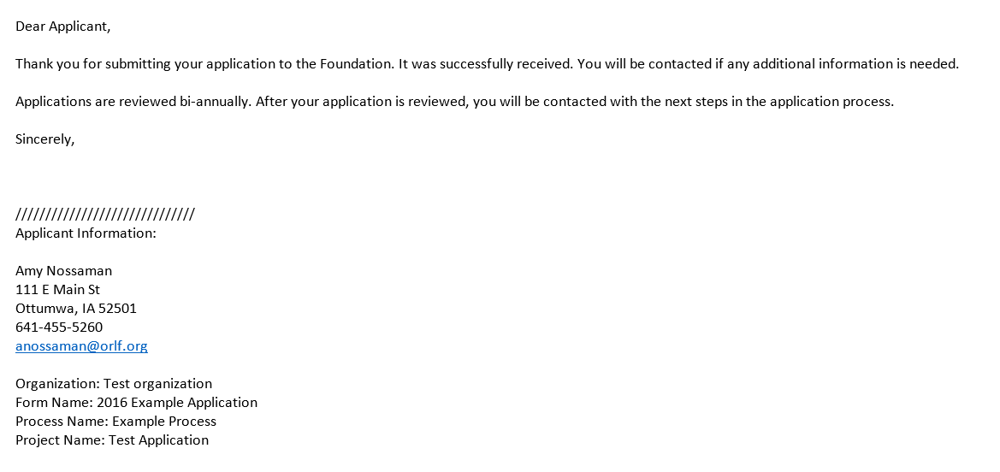 Dear Applicant,
Thank you for submitting your application to the Foundation. It was successfully received. You will be contacted if any additional information is needed.
Applications are reviewed bi-annually. After your application is reviewed, you will be contacted with the next steps in the application process.
Sincerely,
//////////////////////////////
Applicant Information:
Amy Nossaman
111 E Main St
Ottumwa, IA 52501
641-455-5260
anossaman@orlf.org
Organization: Test organization
Form Name: 2016 Example Application
Process Name: Example Process
Project Name: Test Application